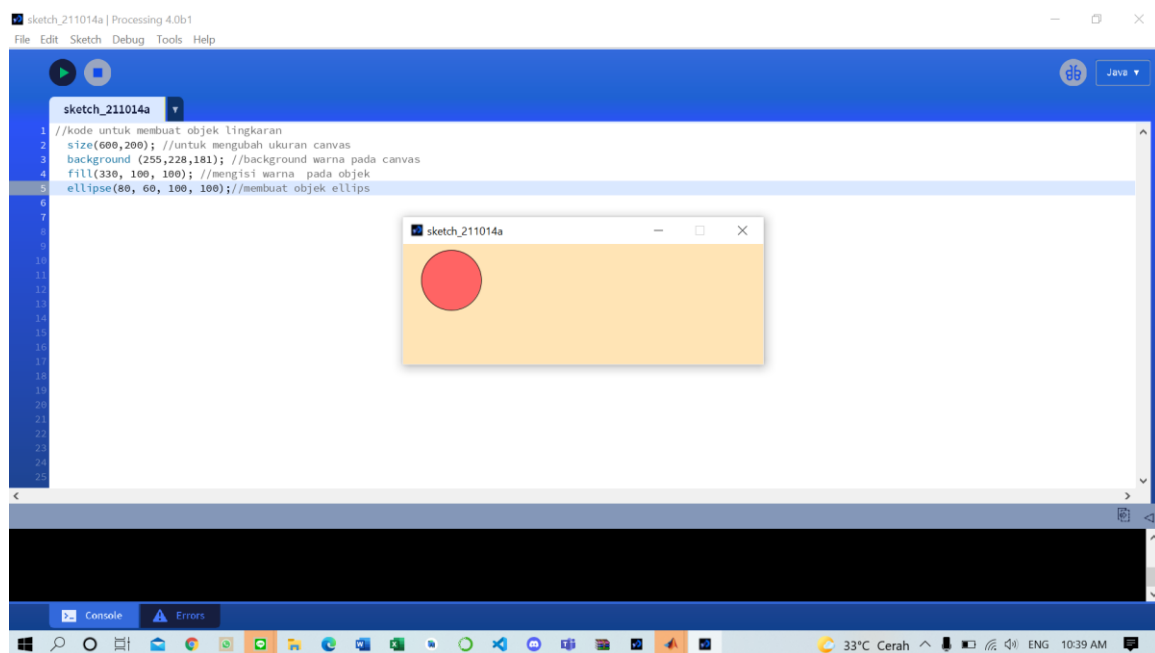 sketch_211014a | Processing 4.0b1
File Edit Sketch Debug Tools Help
Java ▾
sketch_211014a ▾
1 //kode untuk membuat objek lingkaran
2 size(600,200); //untuk mengubah ukuran canvas
3 background (255,228,181); //background warna pada canvas
4 fill(330, 100, 100); //mengisi warna  pada objek
5 ellipse(80, 60, 100, 100);//membuat objek ellips
6
7
8
sketch_211014a
9
10
11
12
13
14
15
16
17
18
19
20
21
22
23
24
25
Console Errors
33°C Cerah ENG 10:39 AM